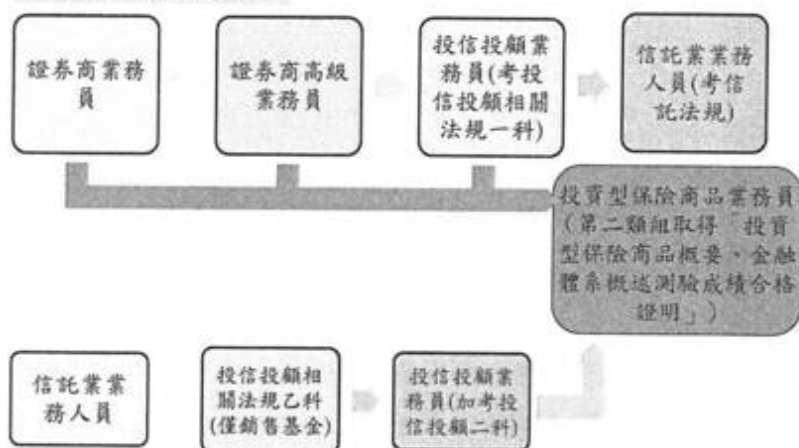 證券商業務
員
證券商高級
業務員
投信投顧業
務員(考投
信投顧相關
法規一科)
信託業業務
人員(考信
託法規)
投資型保險商品業務員
(第二類組取得「投資
型保險商品概要、金融
體系概述測驗成績合格
證明」)
信託業業
務人員
投信投顧相
關法規乙科
(僅銷售基金)
投信投顧業
務員(加考投
信投顧二科)